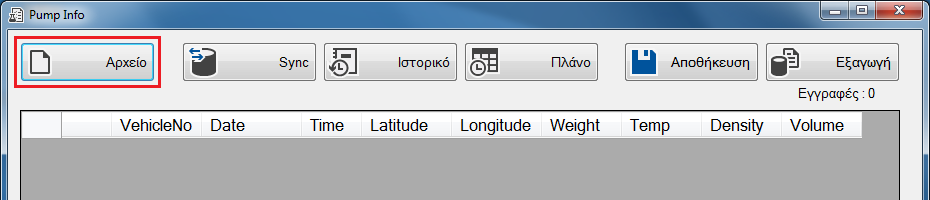 Pump Info
Αρχείο Sync Ιστορικό Πλάνο Αποθήκευση Εξαγωγή
Εγγραφές : 0
VehicleNo Date Time Latitude Longitude Weight Temp Density Volume